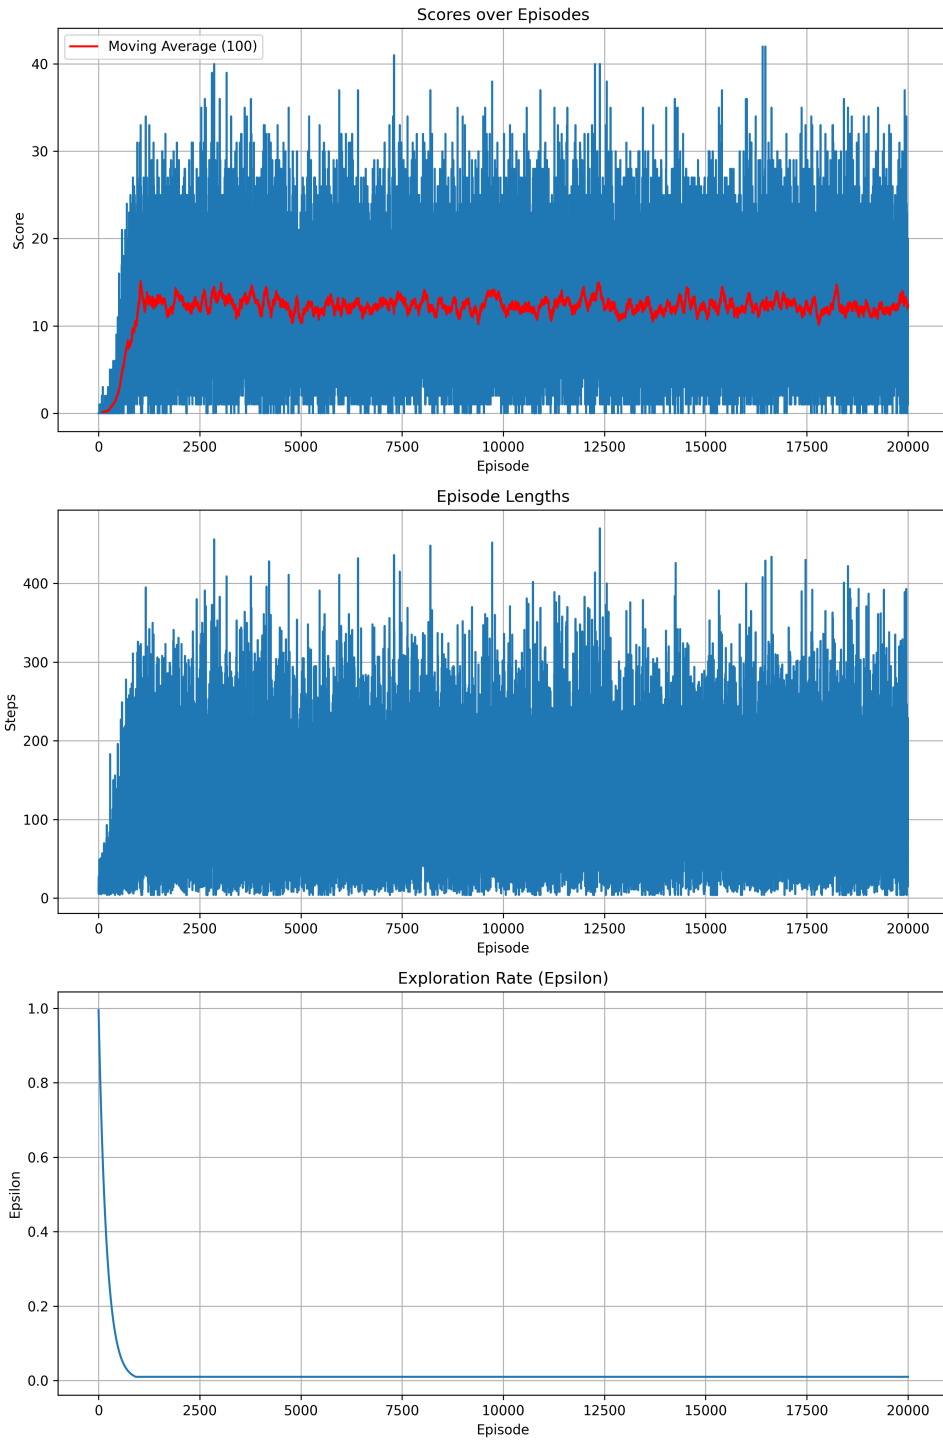 Scores over Episodes
Moving Average (100)
40
30
20
10
0
Score
0 2500 5000 7500 10000 12500 15000 17500 20000
Episode
Episode Lengths
400
300
200
100
0
Steps
0 2500 5000 7500 10000 12500 15000 17500 20000
Episode
Exploration Rate (Epsilon)
1.0
0.8
0.6
0.4
0.2
0.0
Epsilon
0 2500 5000 7500 10000 12500 15000 17500 20000
Episode